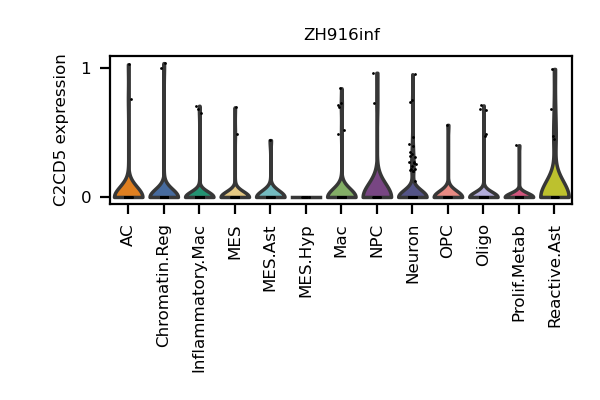 ZH916inf
C2CD5 expression
1
0
AC
Chromatin.Reg
Inflammatory.Mac
MES
MES.Ast
MES.Hyp
Mac
NPC
Neuron
OPC
Oligo
Prolif.Metab
Reactive.Ast